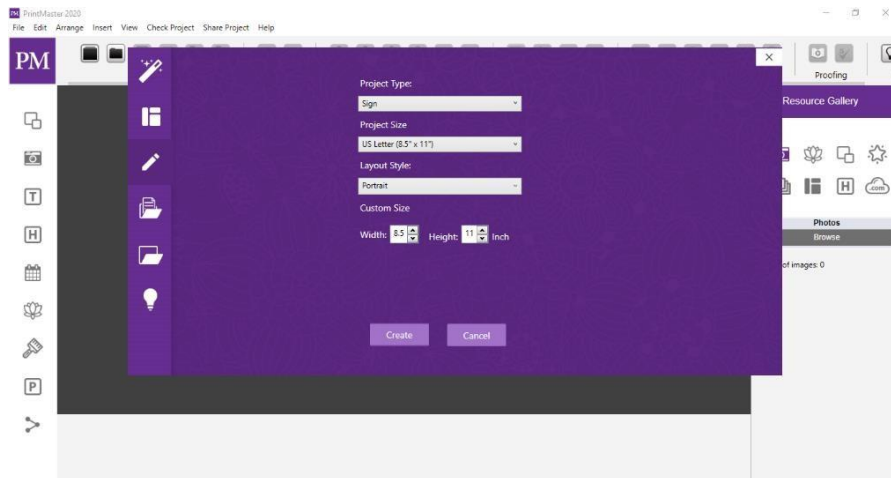 PM PrintMaster 2020
File Edit Arrange Insert View Check Project Share Project Help
PM
Proofing
Project Type:
Sign
Project Size
US Letter (8.5" x 11")
Layout Style:
Portrait
Custom Size
Width: 8.5 Height: 11 Inch
Create Cancel
Resource Gallery
T
H
P
H
.com
Photos
Browse
of images: 0